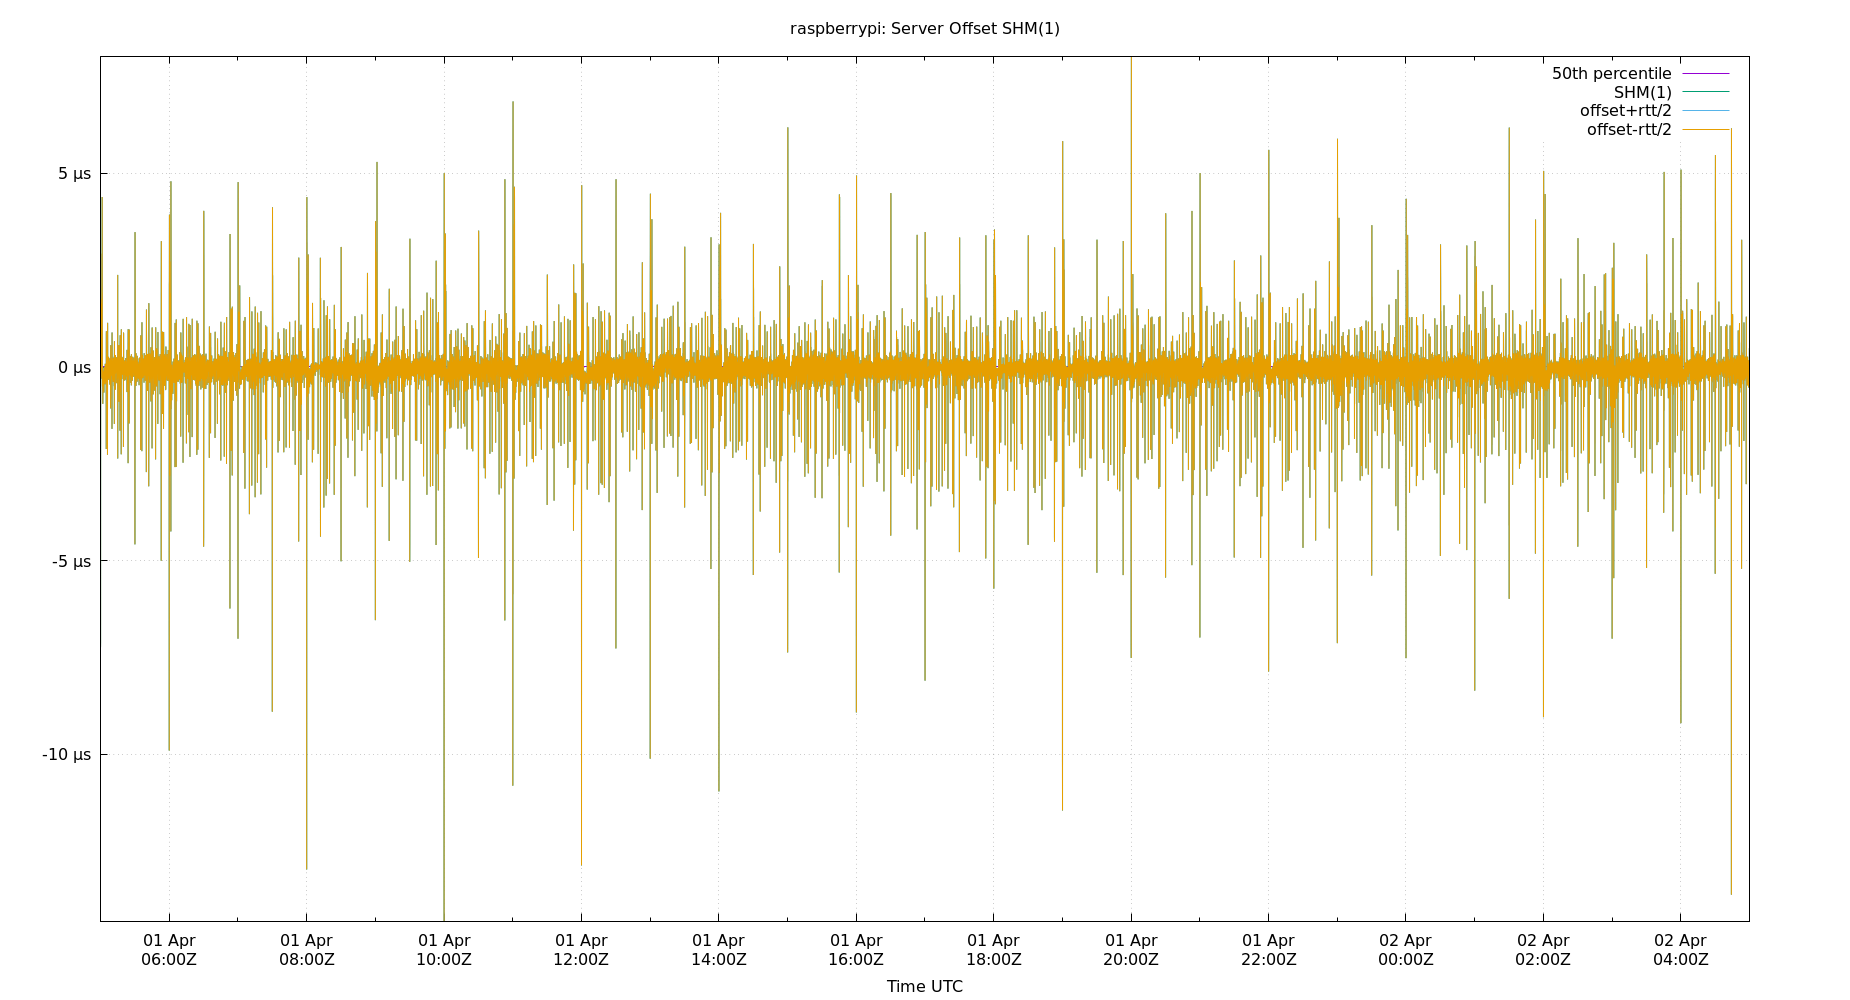 raspberrypi: Server Offset SHM(1)
50th percentile
SHM(1)
offset+rtt/2
offset-rtt/2
5 µs
0 µs
-5 µs
-10 µs
01 Apr 01 Apr 01 Apr 01 Apr 01 Apr 01 Apr 01 Apr 01 Apr 01 Apr 02 Apr 02 Apr 02 Apr
06:00Z 08:00Z 10:00Z 12:00Z 14:00Z 16:00Z 18:00Z 20:00Z 22:00Z 00:00Z 02:00Z 04:00Z
Time UTC